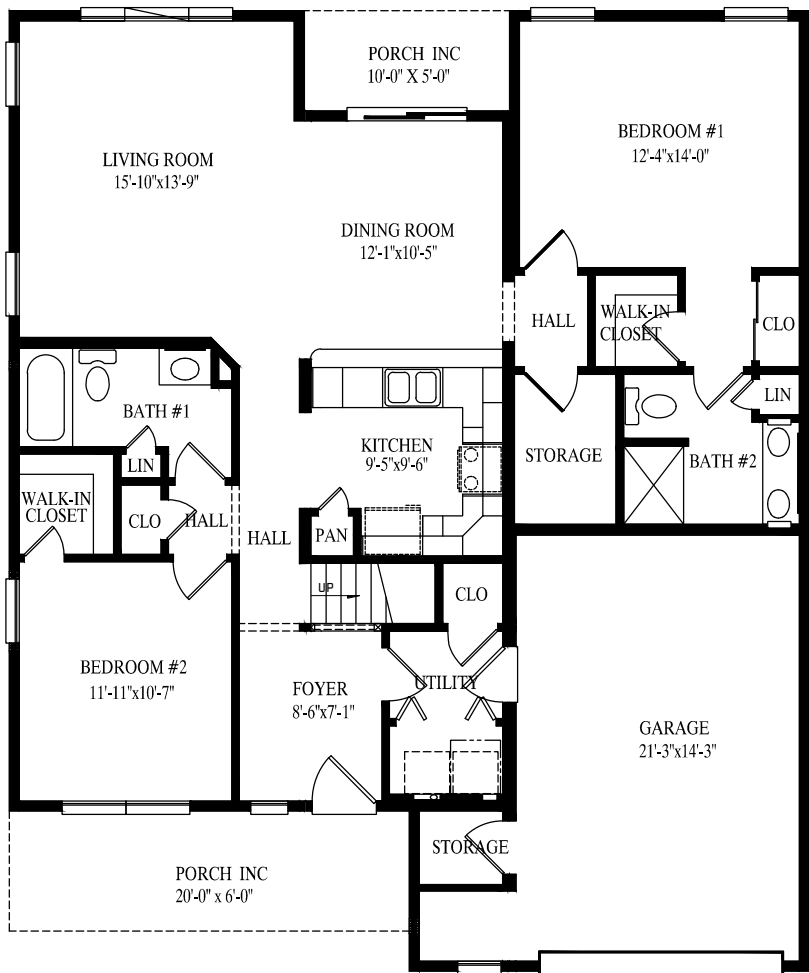 PORCH INC
10'-0" X 5'-0"
BEDROOM #1
12'-4"x14'-0"
LIVING ROOM
15'-10"x13'-9"
DINING ROOM
12'-1"x10'-5"
HALL
WALK-IN
CLOSET
CLO
LIN
BATH #1
KITCHEN
9'-5"x9'-6"
STORAGE
BATH #2
LIN
WALK-IN
CLOSET
CLO
HALL
HALL
PAN
UP
CLO
BEDROOM #2
11'-11"x10'-7"
FOYER
8'-6"x7'-1"
UTILITY
GARAGE
21'-3"x14'-3"
STORAGE
PORCH INC
20'-0" x 6'-0"